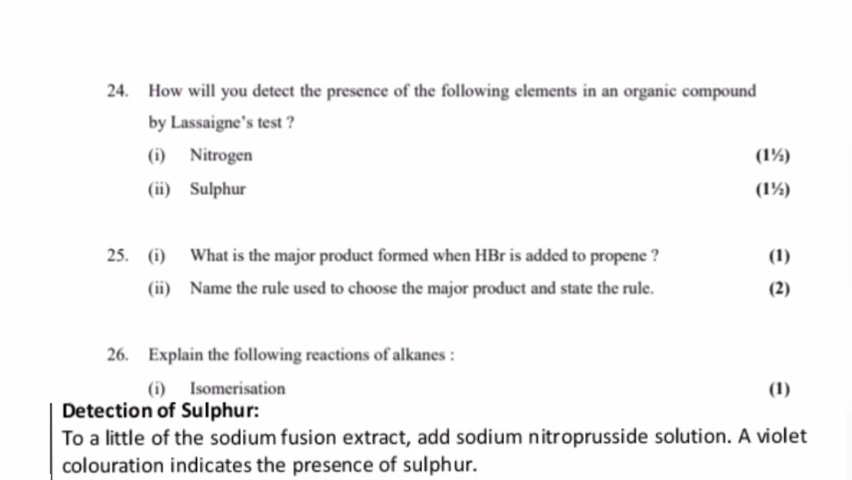 24. How will you detect the presence of the following elements in an organic compound
by Lassaigne's test ?
(i) Nitrogen (1½)
(ii) Sulphur (1½)
25. (i) What is the major product formed when HBr is added to propene ? (1)
(ii) Name the rule used to choose the major product and state the rule. (2)
26. Explain the following reactions of alkanes :
(i) Isomerisation (1)
Detection of Sulphur:
To a little of the sodium fusion extract, add sodium nitroprusside solution. A violet
colouration indicates the presence of sulphur.